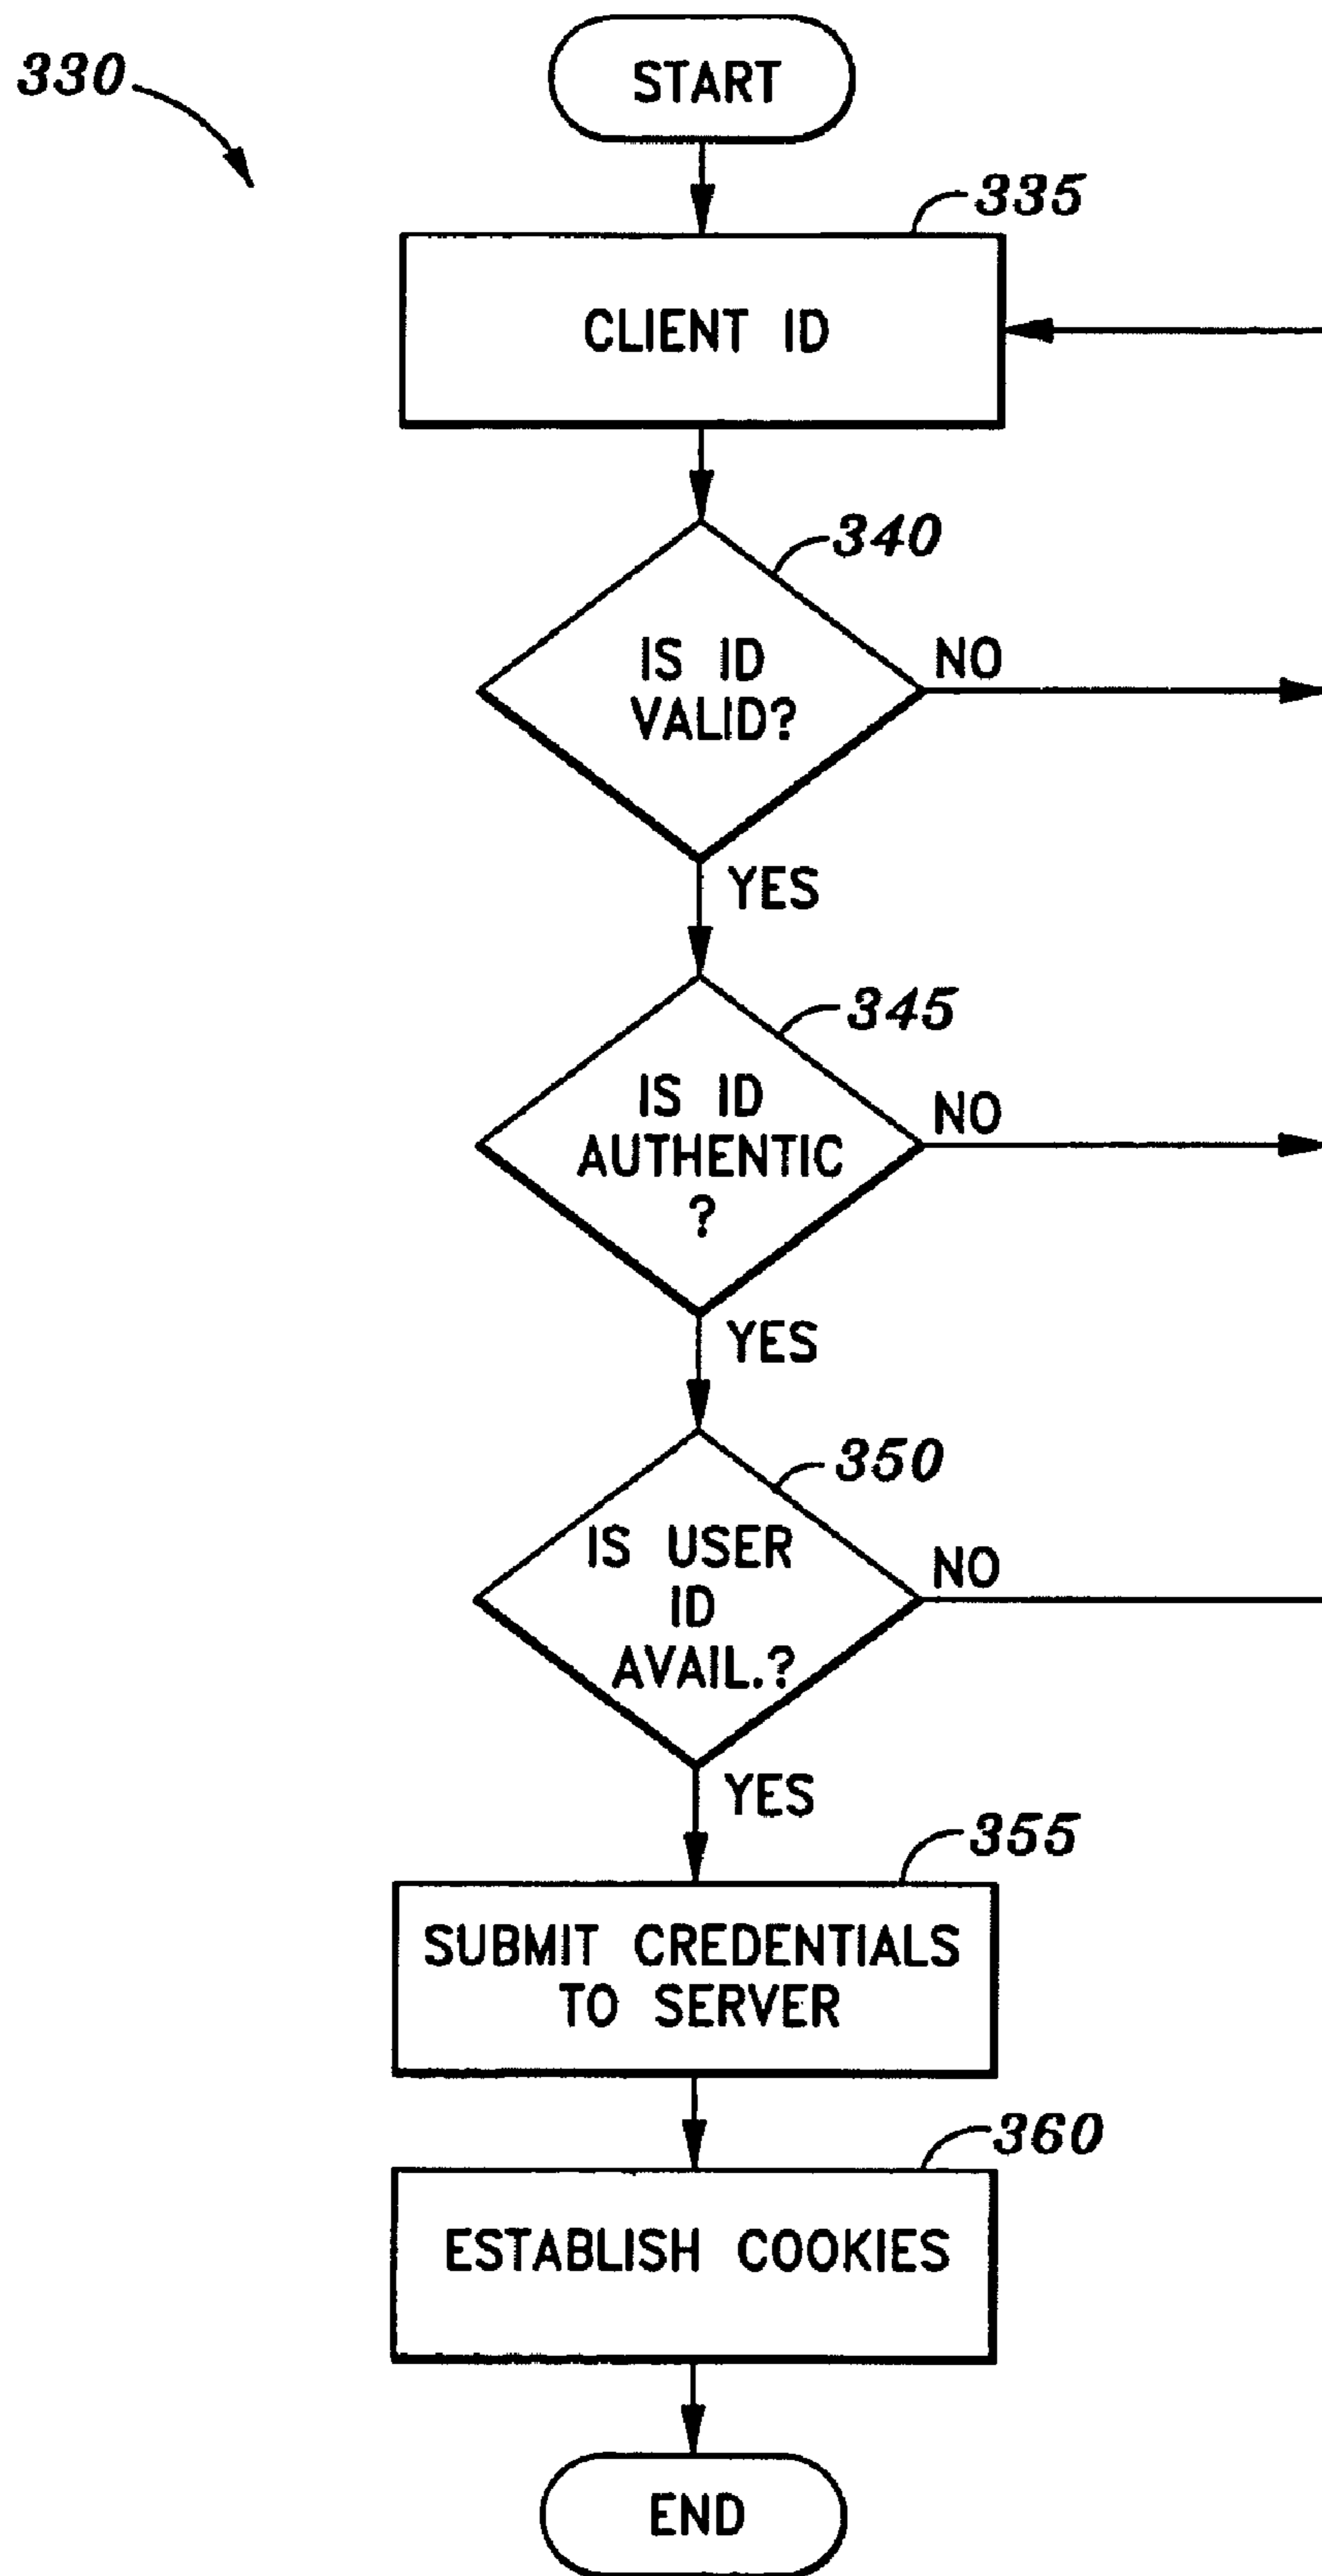 330
START
335
CLIENT ID
340
IS ID
VALID?
NO
YES
345
IS ID
AUTHENTIC
?
NO
YES
350
IS USER
ID
AVAIL.?
NO
YES
355
SUBMIT CREDENTIALS
TO SERVER
360
ESTABLISH COOKIES
END